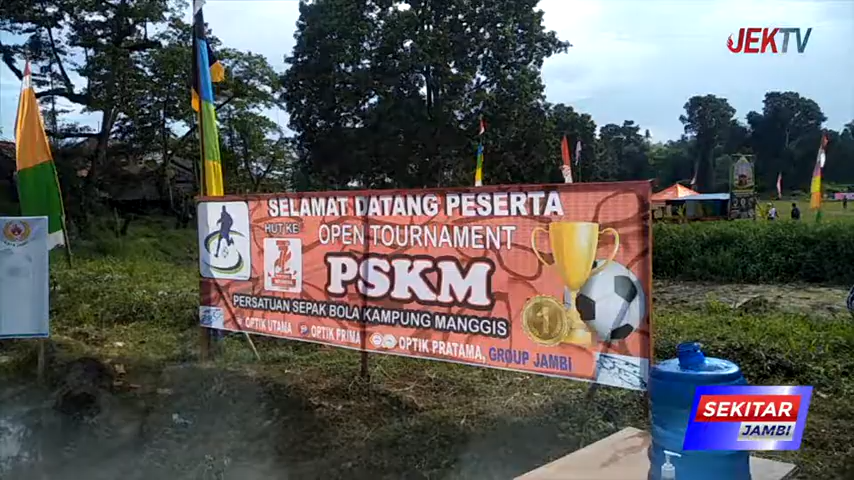 JEKTV
SELAMAT DATANG PESERTA
HUT KE
OPEN TOURNAMENT
PSKM
PERSATUAN SEPAK BOLA KAMPUNG MANGGIS
OPTIK UTAMA
OPTIK PRIMA
OPTIK PRATAMA
GROUP JAMBI
1
SEKITAR
JAMBI